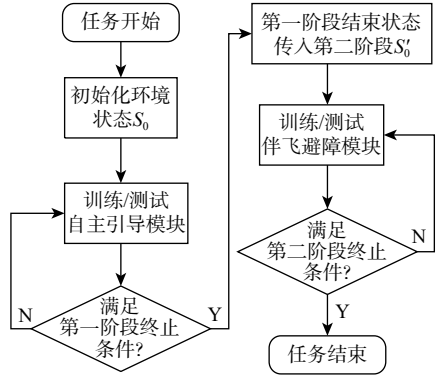 任务开始
初始化环境
状态S₀
训练/测试
自主引导模块
满足
第一阶段终止
条件?
N
Y
第一阶段结束状态
传入第二阶段S₀′
训练/测试
伴飞避障模块
满足
第二阶段终止
条件?
N
Y
任务结束